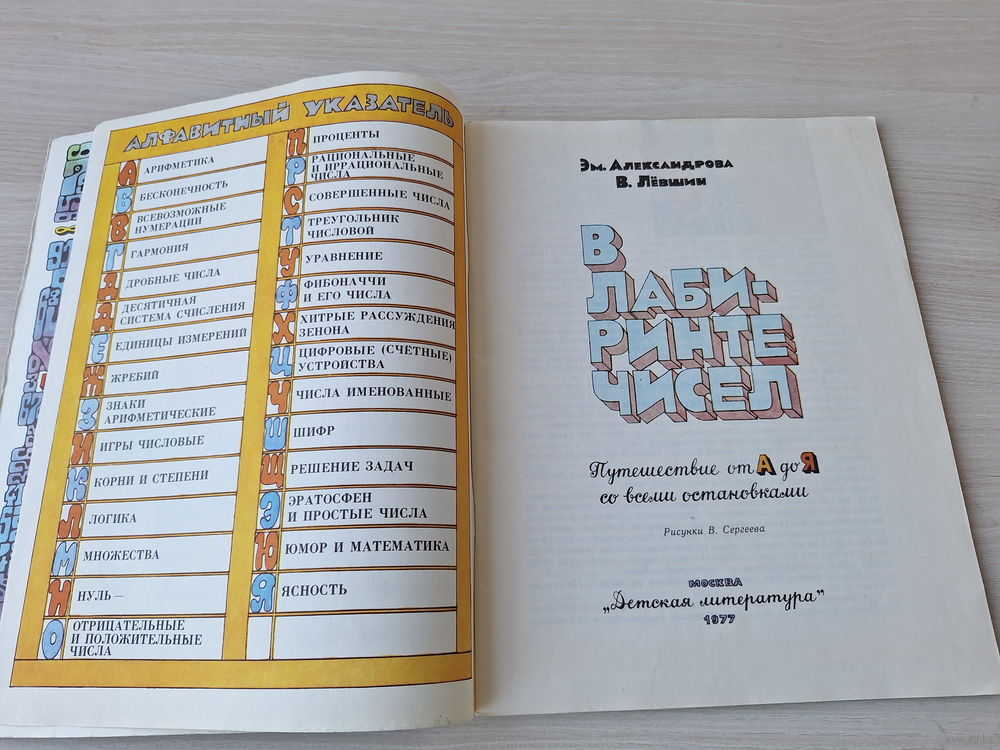 АЛФАВИТНЫЙ УКАЗАТЕЛЬ
А АРИФМЕТИКА
Б БЕСКОНЕЧНОСТЬ
В ВСЕВОЗМОЖНЫЕ
НУМЕРАЦИИ
Г ГАРМОНИЯ
Д ДРОБНЫЕ ЧИСЛА
Д ДЕСЯТИЧНАЯ
СИСТЕМА СЧИСЛЕНИЯ
Е ЕДИНИЦЫ ИЗМЕРЕНИЙ
Ж ЖРЕБИЙ
З ЗНАКИ
АРИФМЕТИЧЕСКИЕ
И ИГРЫ ЧИСЛОВЫЕ
К КОРНИ И СТЕПЕНИ
Л ЛОГИКА
М МНОЖЕСТВА
Н НУЛЬ —
О ОТРИЦАТЕЛЬНЫЕ
И ПОЛОЖИТЕЛЬНЫЕ
ЧИСЛА
П ПРОЦЕНТЫ
Р РАЦИОНАЛЬНЫЕ
И ИРРАЦИОНАЛЬНЫЕ
ЧИСЛА
С СОВЕРШЕННЫЕ ЧИСЛА
Т ТРЕУГОЛЬНИК
ЧИСЛОВОЙ
У УРАВНЕНИЕ
Ф ФИБОНАЧЧИ
И ЕГО ЧИСЛА
Х ХИТРЫЕ РАССУЖДЕНИЯ
ЗЕНОНА
Ц ЦИФРОВЫЕ (СЧЁТНЫЕ)
УСТРОЙСТВА
Ч ЧИСЛА ИМЕНОВАННЫЕ
Ш ШИФР
Щ РЕШЕНИЕ ЗАДАЧ
Э ЭРАТОСФЕН
И ПРОСТЫЕ ЧИСЛА
Ю ЮМОР И МАТЕМАТИКА
Я ЯСНОСТЬ
ЭМ. АЛЕКСАНДРОВА
В. ЛЁВШИН
В
ЛАБИ-
РИНТЕ
ЧИСЕЛ
Путешествие от А до Я
со всеми остановками
Рисунки В. Сергеева
МОСКВА
„Детская литература"
1977
www.ay.by